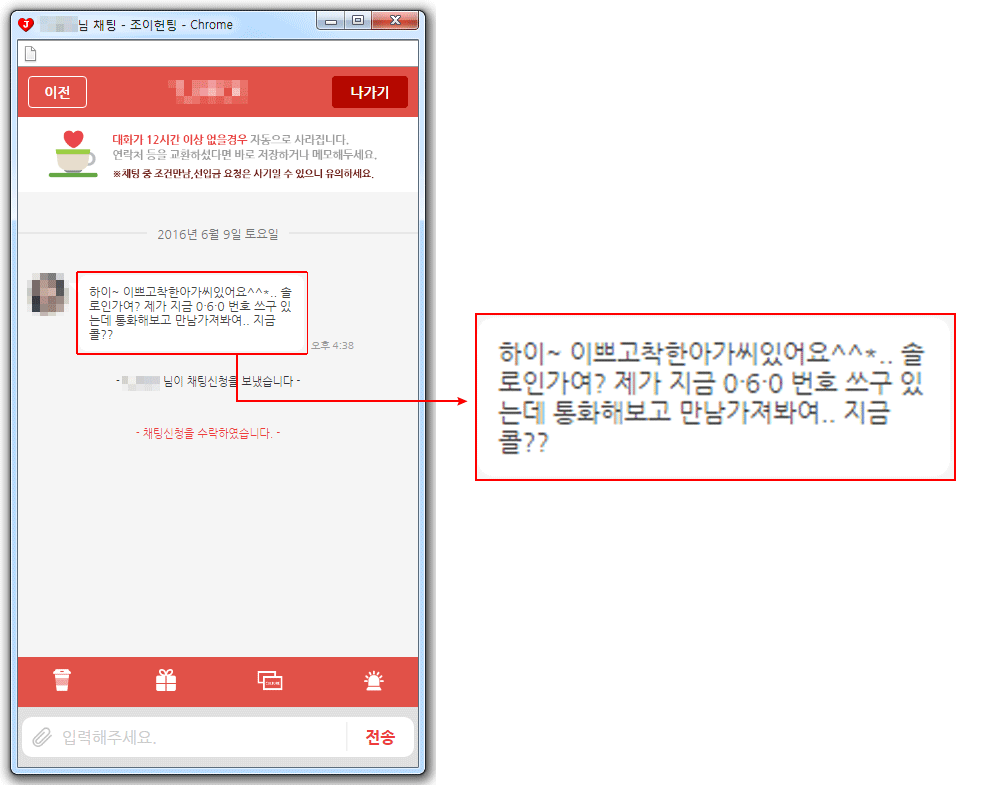 님 채팅 - 조이헌팅 - Chrome
이전
나가기
대화가 12시간 이상 없을경우 자동으로 사라집니다.
연락처 등을 교환하셨다면 바로 저장하거나 메모해두세요.
※채팅 중 조건만남,선입금 요청은 사기일 수 있으니 유의하세요.
2016년 6월 9일 토요일
하이~ 이쁘고착한아가씨있어요^^*.. 솔
로인가여? 제가 지금 0·6·0 번호 쓰구 있
는데 통화해보고 만남가져봐여.. 지금
콜??
오후 4:38
- 님이 채팅신청을 보냈습니다 -
- 채팅신청을 수락하였습니다. -
입력해주세요.
전송
하이~ 이쁘고착한아가씨있어요^^*.. 솔
로인가여? 제가 지금 0·6·0 번호 쓰구 있
는데 통화해보고 만남가져봐여.. 지금
콜??